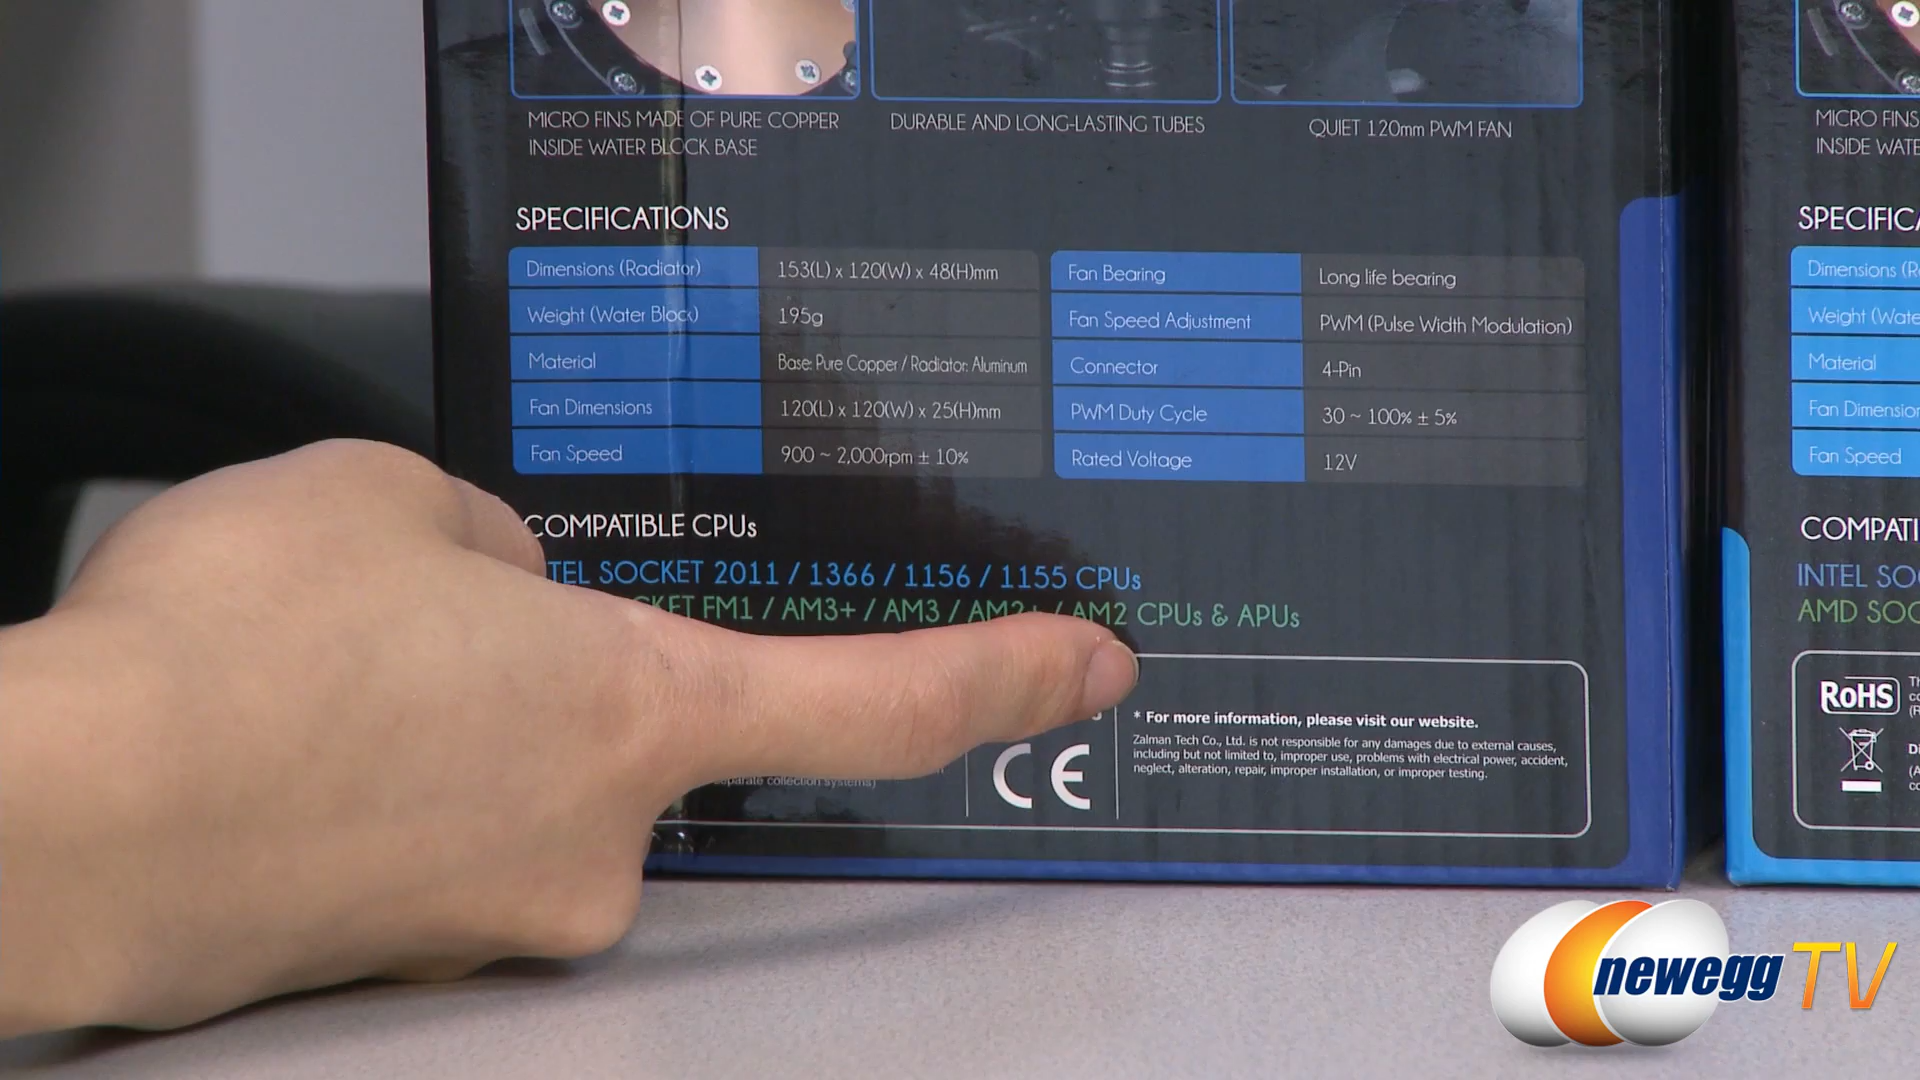 MICRO FINS MADE OF PURE COPPER
INSIDE WATER BLOCK BASE
DURABLE AND LONG-LASTING TUBES
QUIET 120mm PWM FAN
SPECIFICATIONS
Dimensions (Radiator) 153(L) x 120(W) x 48(H)mm
Weight (Water Block) 195g
Material Base: Pure Copper / Radiator: Aluminum
Fan Dimensions 120(L) x 120(W) x 25(H)mm
Fan Speed 900 ~ 2,000rpm ± 10%
Fan Bearing Long life bearing
Fan Speed Adjustment PWM (Pulse Width Modulation)
Connector 4-Pin
PWM Duty Cycle 30 ~ 100% ± 5%
Rated Voltage 12V
COMPATIBLE CPUs
TEL SOCKET 2011 / 1366 / 1156 / 1155 CPUs
CKET FM1 / AM3+ / AM3 / AM2+ / AM2 CPUs & APUs
separate collection systems)
CE
* For more information, please visit our website.
Zalman Tech Co., Ltd. is not responsible for any damages due to external causes,
including but not limited to, improper use, problems with electrical power, accident,
neglect, alteration, repair, improper installation, or improper testing.
MICRO FINS
INSIDE WATE
SPECIFICA
Dimensions (R
Weight (Wate
Material
Fan Dimension
Fan Speed
COMPATI
INTEL SO
AMD SOC
RoHS
newegg TV